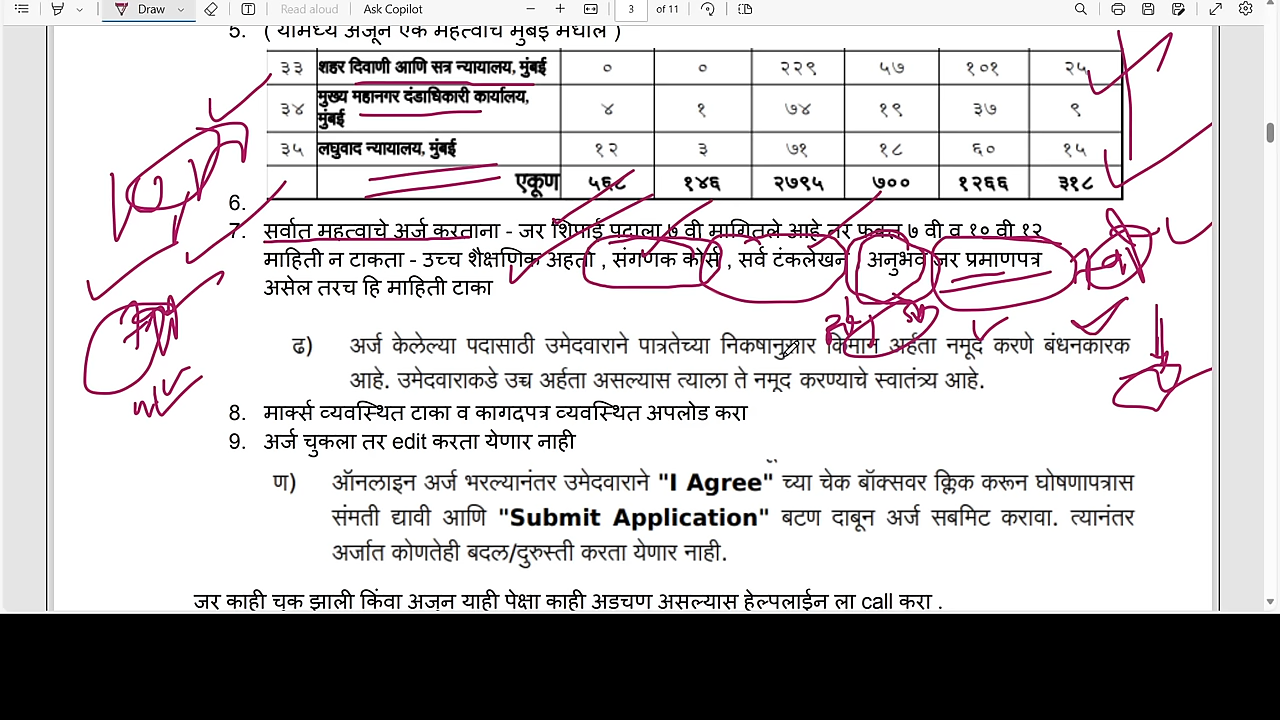 Draw
Read aloud
Ask Copilot
3 of 11
5. ( यामध्ये अजून एक महत्वाचे मुंबई मधील )
३३ शहर दिवाणी आणि सत्र न्यायालय, मुंबई ० ० २२९ ५७ १०१ २५
३४ मुख्य महानगर दंडाधिकारी कार्यालय, मुंबई ४ १ ७४ १९ ३७ ९
३५ लघुवाद न्यायालय, मुंबई १२ ३ ७१ १८ ६० १५
एकूण ५६८ १४६ २७९५ ७०० १२६६ ३१८
6.
7. सर्वात महत्वाचे अर्ज करताना - जर शिपाई पदाला ७ वी मागितले आहे तर फक्त ७ वी व १० वी १२
माहिती न टाकता - उच्च शैक्षणिक अहता , संगणक कोर्स , सर्व टंकलेखन अनुभव जर प्रमाणपत्र
असेल तरच हि माहिती टाका
ढ) अर्ज केलेल्या पदासाठी उमेदवाराने पात्रतेच्या निकषानुसार किमान अर्हता नमूद करणे बंधनकारक
आहे. उमेदवाराकडे उच्च अर्हता असल्यास त्याला ते नमूद करण्याचे स्वातंत्र्य आहे.
8. मार्क्स व्यवस्थित टाका व कागदपत्र व्यवस्थित अपलोड करा
9. अर्ज चुकला तर edit करता येणार नाही
ण) ऑनलाइन अर्ज भरल्यानंतर उमेदवाराने "I Agree" च्या चेक बॉक्सवर क्लिक करून घोषणापत्रास
संमती द्यावी आणि "Submit Application" बटण दाबून अर्ज सबमिट करावा. त्यानंतर
अर्जात कोणतेही बदल/दुरुस्ती करता येणार नाही.
जर काही चुक झाली किंवा अजून याही पेक्षा काही अडचण असल्यास हेल्पलाईन ला call करा .